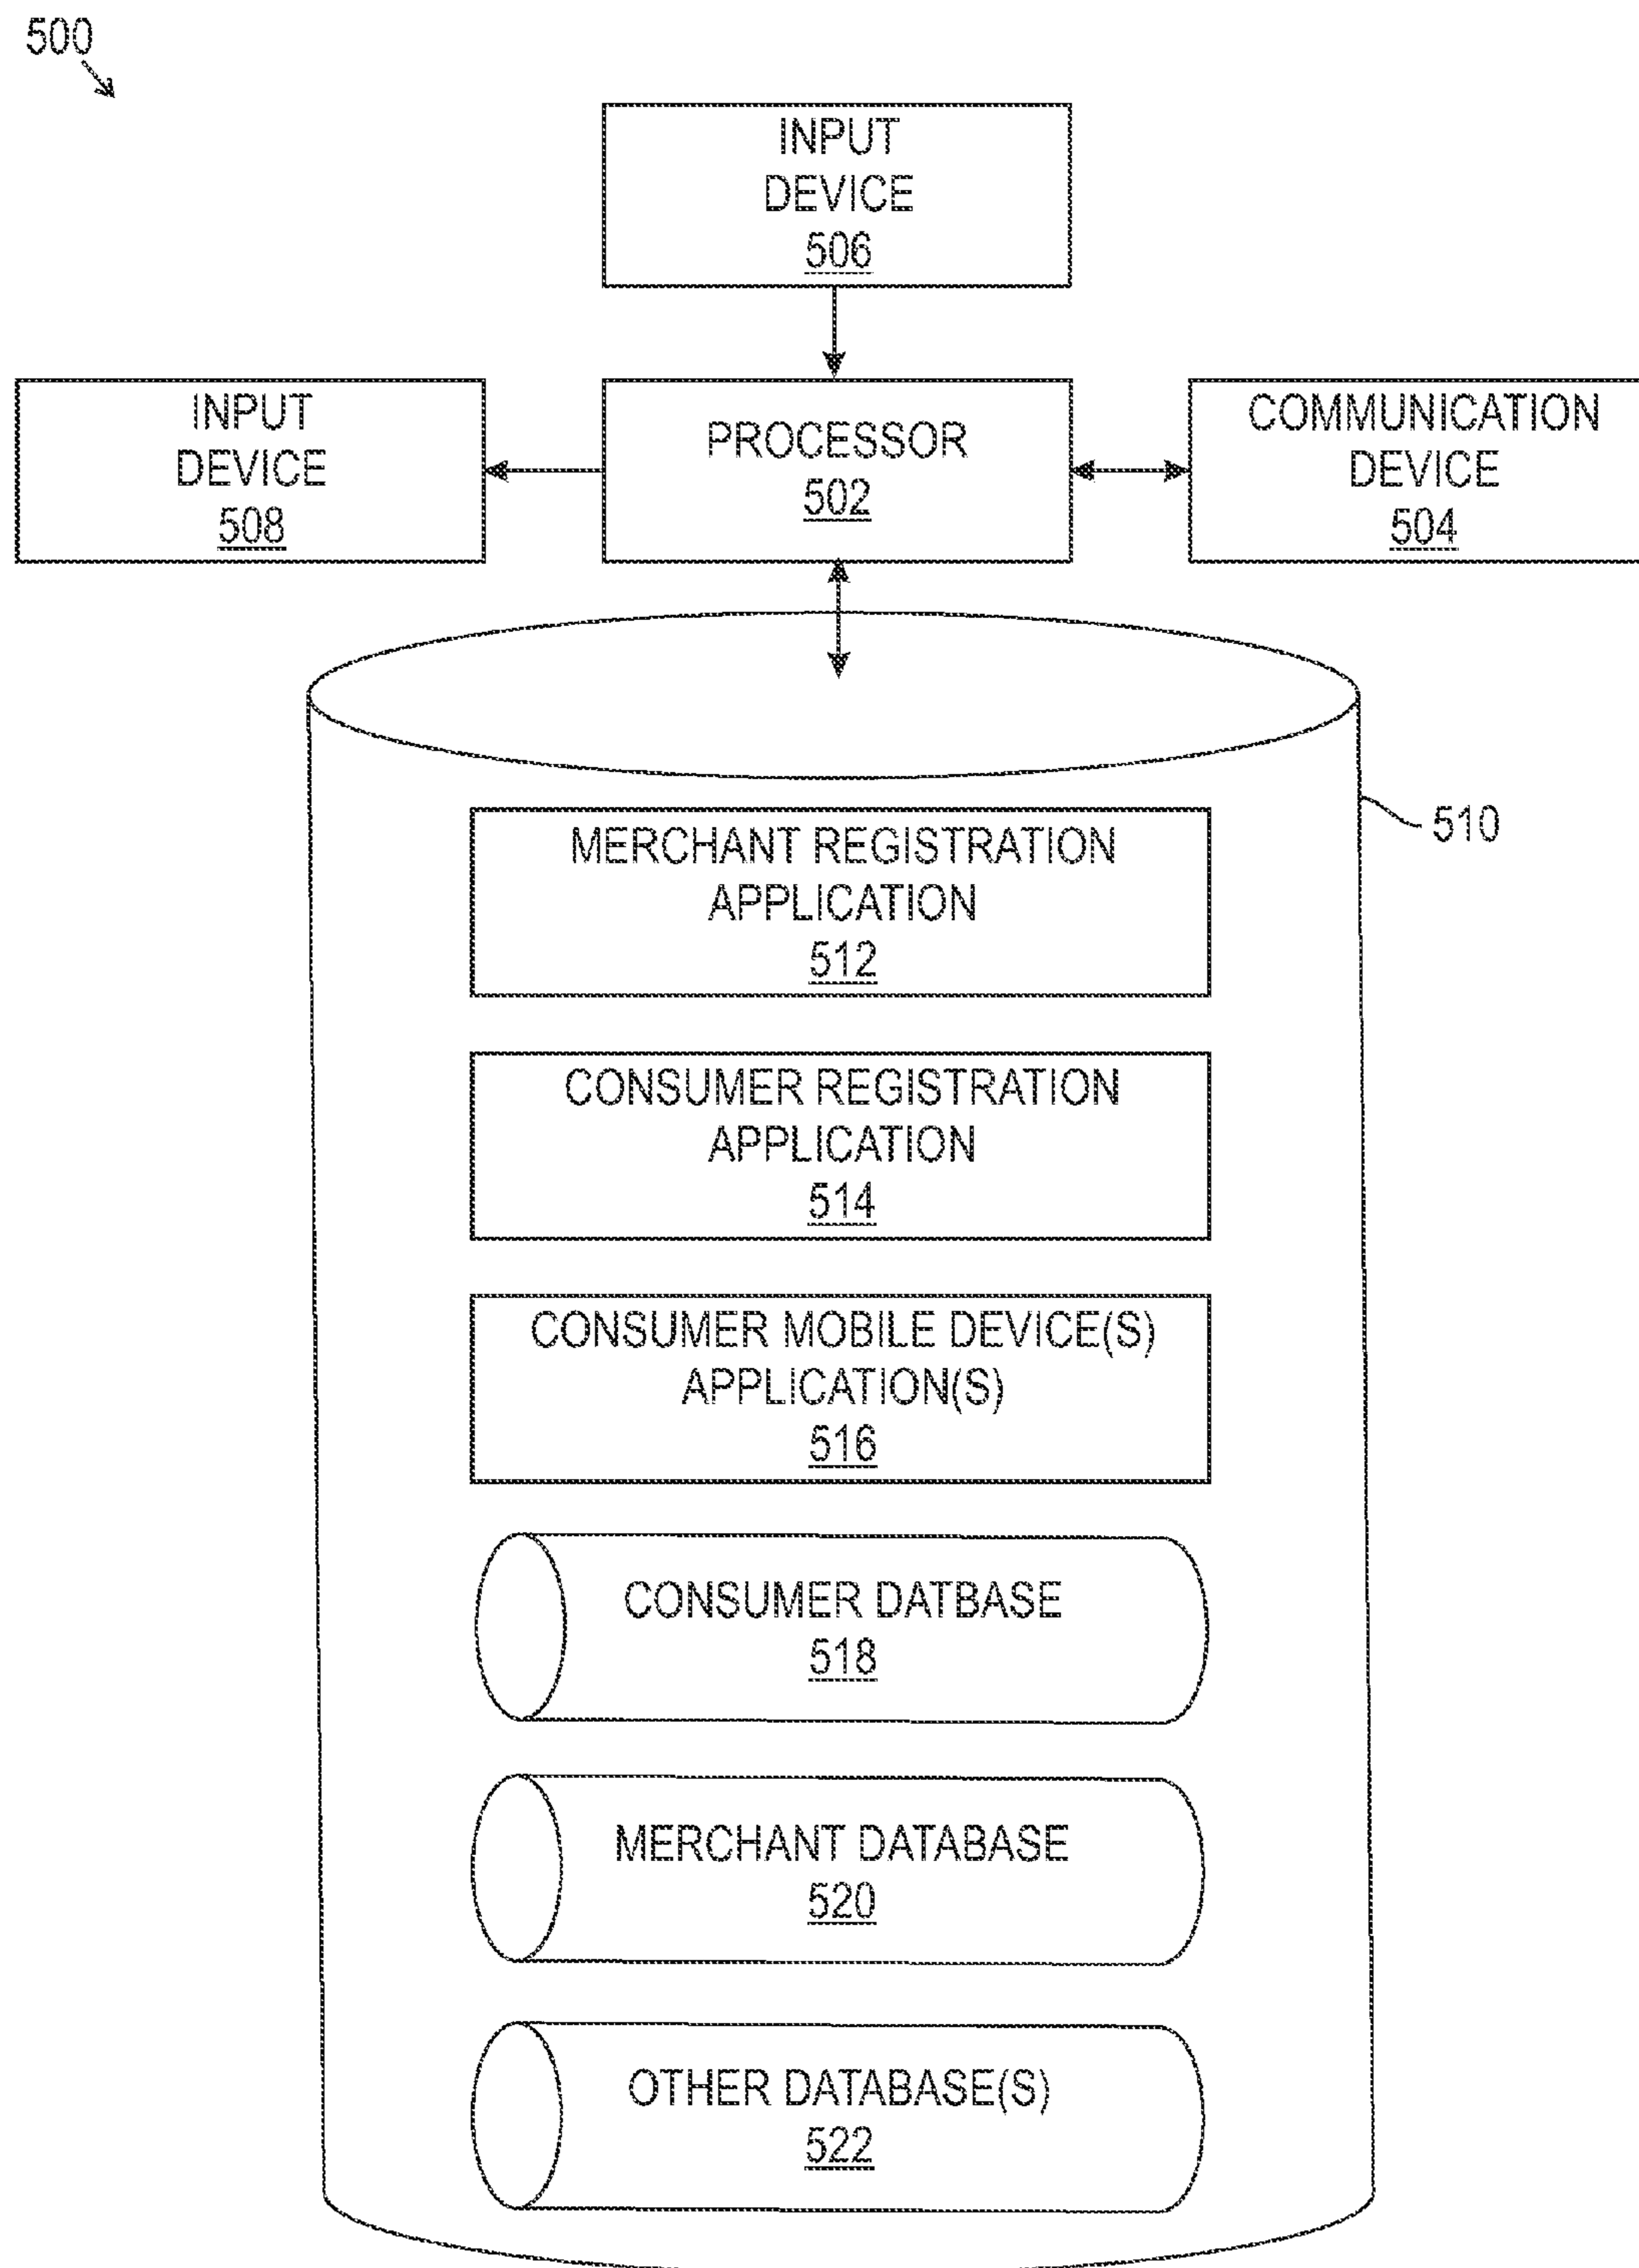 500
INPUT
DEVICE
506
INPUT
DEVICE
508
PROCESSOR
502
COMMUNICATION
DEVICE
504
510
MERCHANT REGISTRATION
APPLICATION
512
CONSUMER REGISTRATION
APPLICATION
514
CONSUMER MOBILE DEVICE(S)
APPLICATION(S)
516
CONSUMER DATBASE
518
MERCHANT DATABASE
520
OTHER DATABASE(S)
522